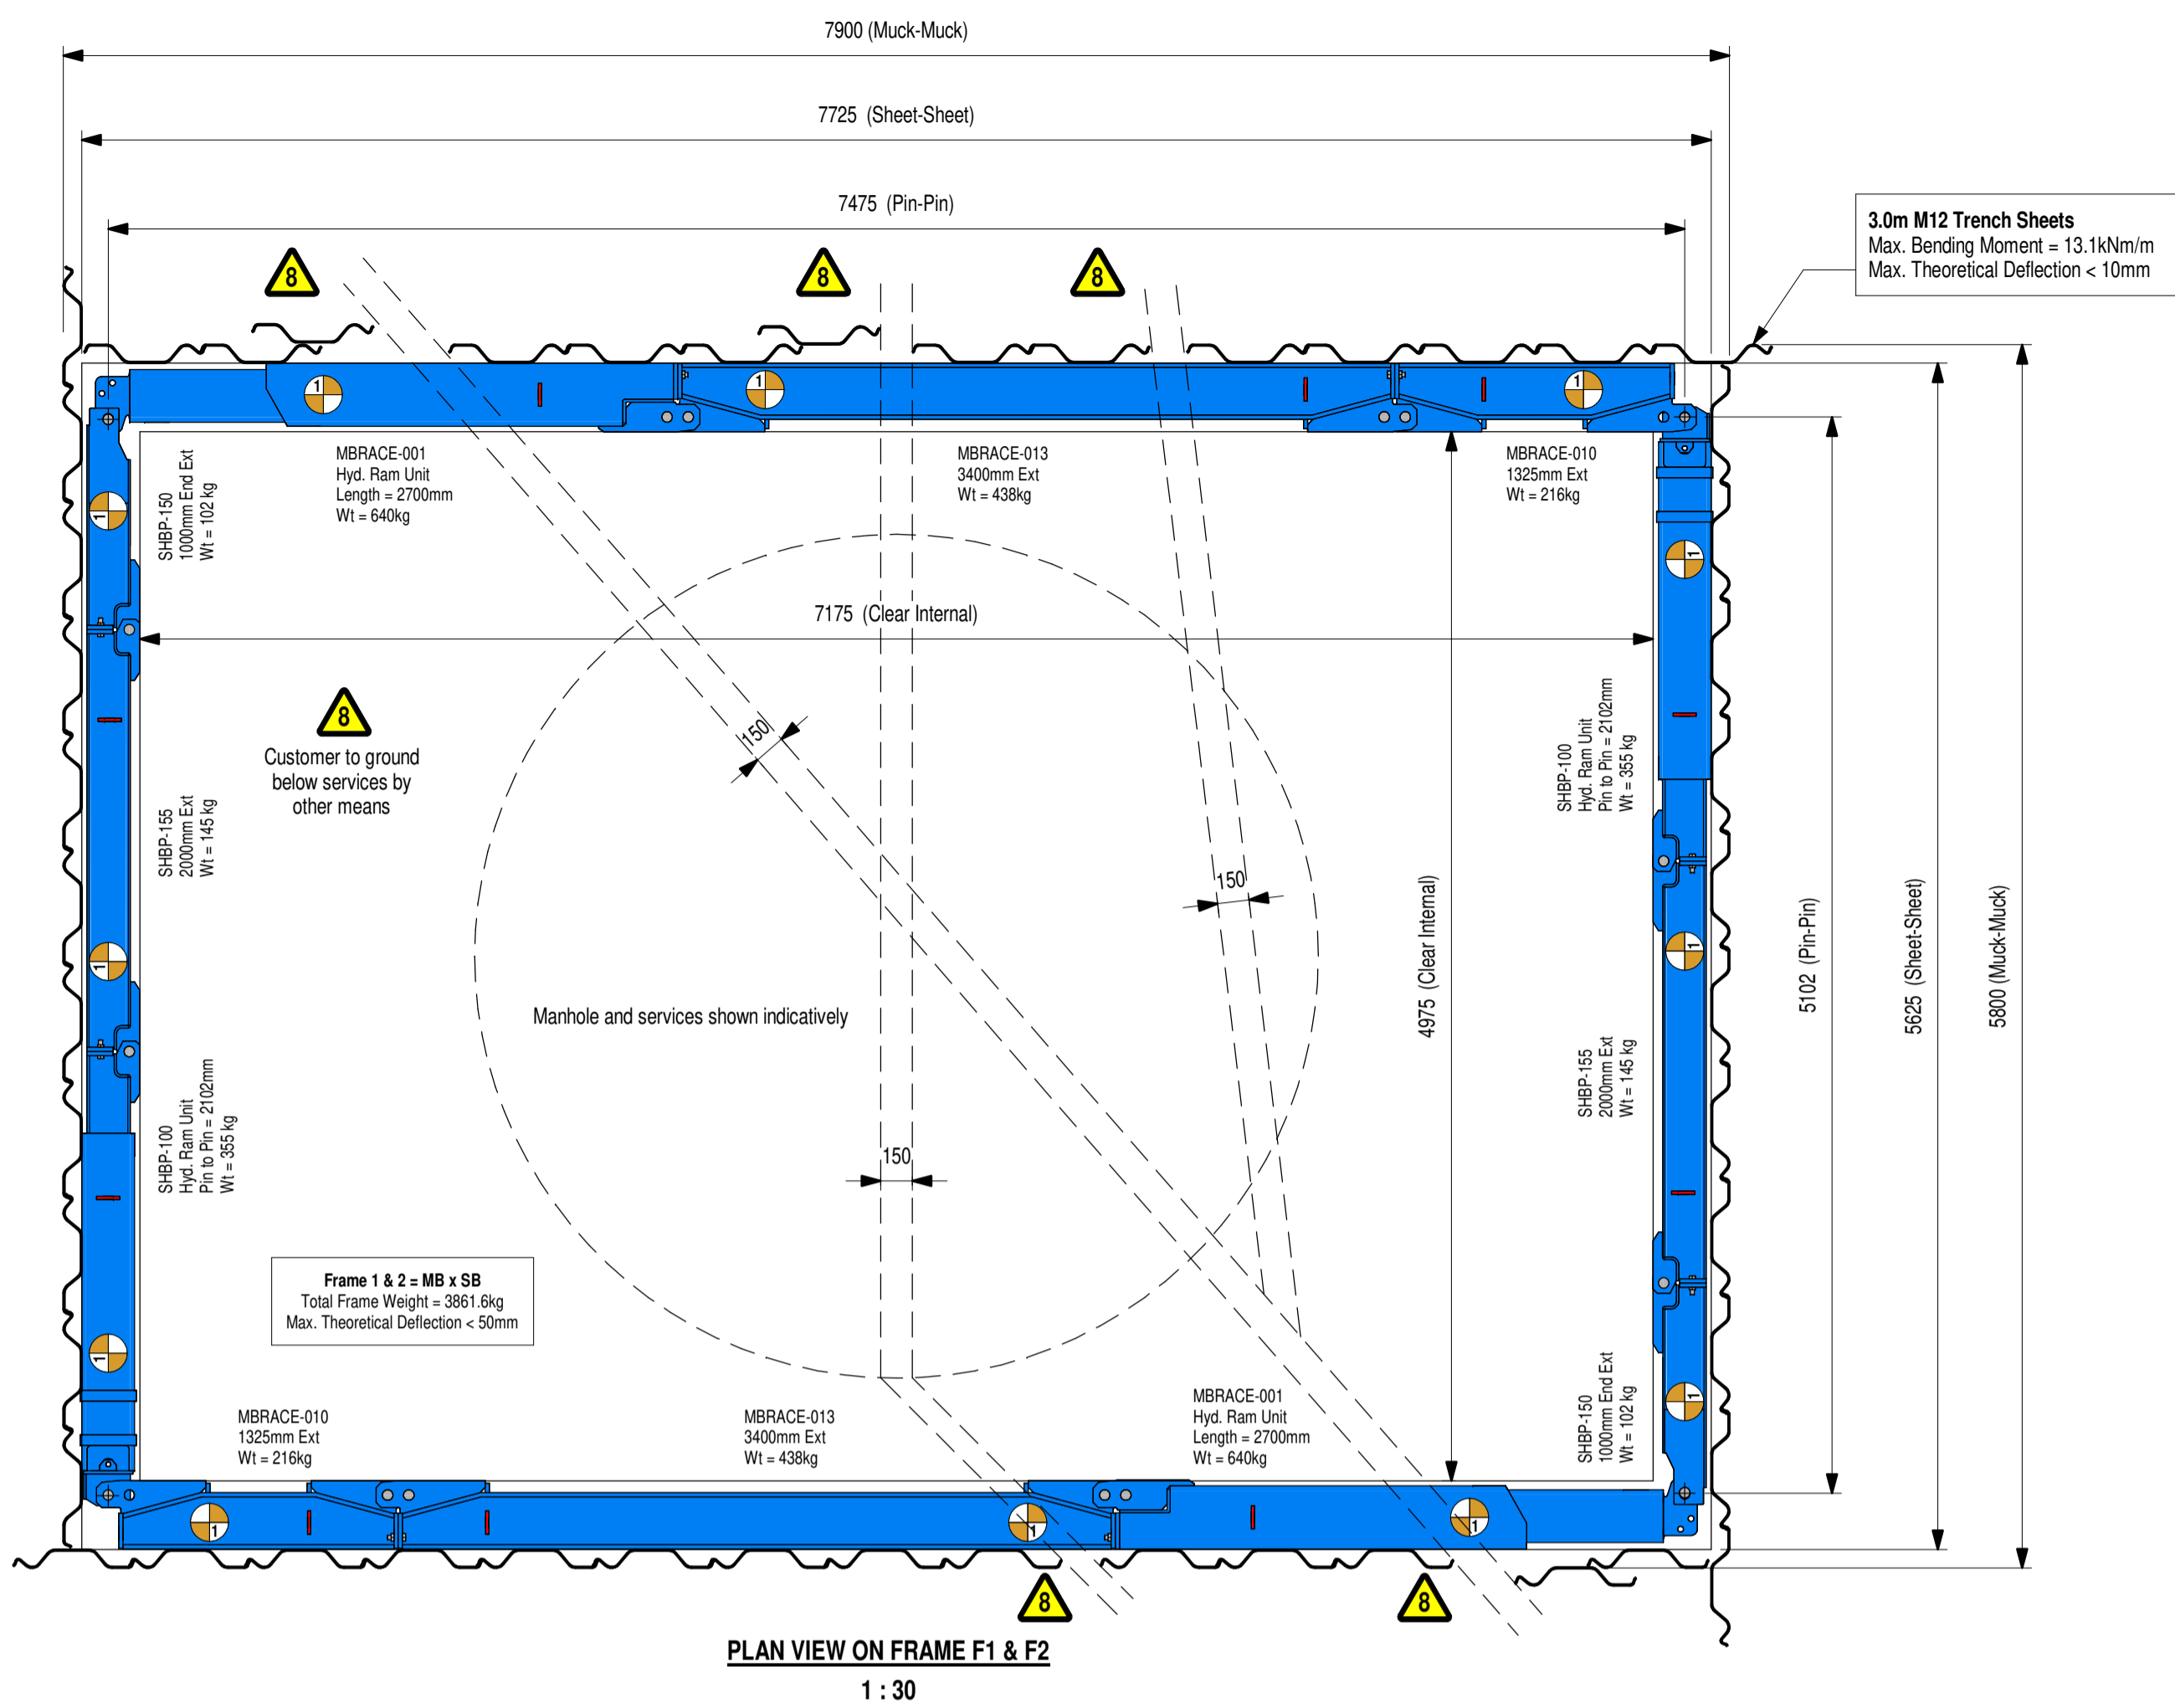 7900 (Muck-Muck)
7725 (Sheet-Sheet)
7475 (Pin-Pin)
3.0m M12 Trench Sheets
Max. Bending Moment = 13.1kNm/m
Max. Theoretical Deflection < 10mm
8
8
8
1
1
1
MBRACE-001
Hyd. Ram Unit
Length = 2700mm
Wt = 640kg
MBRACE-013
3400mm Ext
Wt = 438kg
MBRACE-010
1325mm Ext
Wt = 216kg
SHBP-150
1000mm End Ext
Wt = 102 kg
1
1
7175 (Clear Internal)
8
Customer to ground
below services by
other means
150
SHBP-100
Hyd. Ram Unit
Pin to Pin = 2102mm
Wt = 355 kg
SHBP-155
2000mm Ext
Wt = 145 kg
150
4975 (Clear Internal)
5102 (Pin-Pin)
5625 (Sheet-Sheet)
5800 (Muck-Muck)
1
1
Manhole and services shown indicatively
SHBP-155
2000mm Ext
Wt = 145 kg
SHBP-100
Hyd. Ram Unit
Pin to Pin = 2102mm
Wt = 355 kg
150
Frame 1 & 2 = MB x SB
Total Frame Weight = 3861.6kg
Max. Theoretical Deflection < 50mm
1
1
SHBP-150
1000mm End Ext
Wt = 102 kg
MBRACE-010
1325mm Ext
Wt = 216kg
MBRACE-013
3400mm Ext
Wt = 438kg
MBRACE-001
Hyd. Ram Unit
Length = 2700mm
Wt = 640kg
1
1
1
8
8
PLAN VIEW ON FRAME F1 & F2
1 : 30